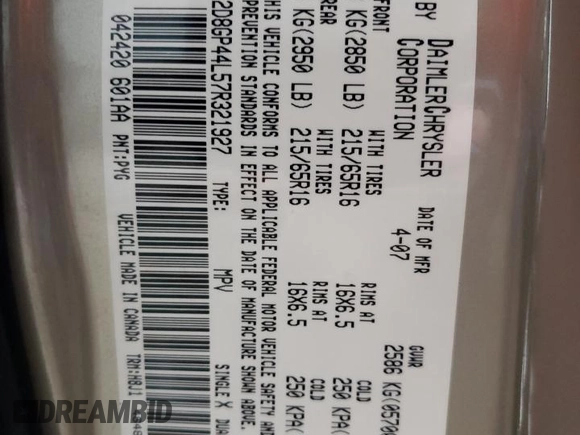 BY DAIMLERCHRYSLER CORPORATION
DATE OF MFR 4-07
GVWR 2586 KG(0570
FRONT
KG(2850 LB)
WITH TIRES 215/65R16
RIMS AT 16X6.5
COLD 250 KPA(
REAR
KG(2950 LB)
WITH TIRES 215/65R16
RIMS AT 16X6.5
COLD 250 KPA(
THIS VEHICLE CONFORMS TO ALL APPLICABLE FEDERAL MOTOR VEHICLE SAFETY AND
PREVENTION STANDARDS IN EFFECT ON THE DATE OF MANUFACTURE SHOWN ABOVE.
2D8GP44L57R321927 TYPE: MPV SINGLE X DUA
042420 601AA PNT:PYG VEHICLE MADE IN CANADA TRM:H8J1
DREAMBID